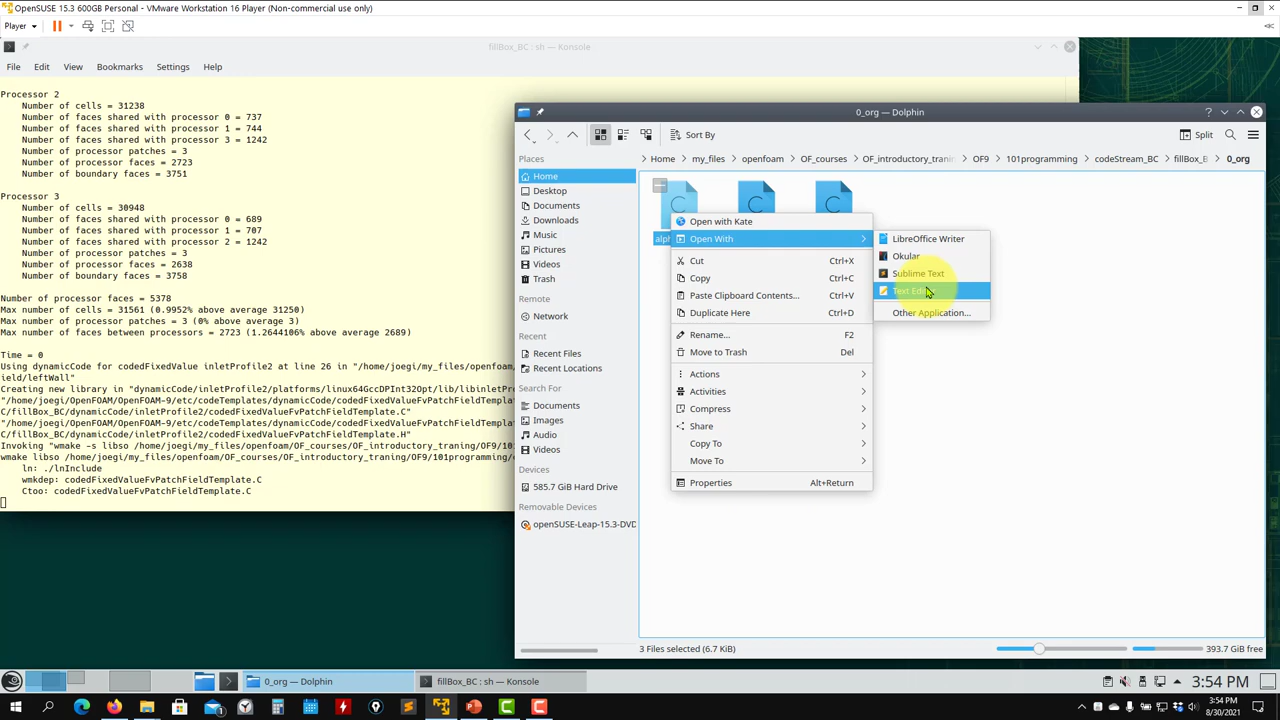 OpenSUSE 15.3 600GB Personal - VMware Workstation 16 Player (Non-commercial use only)
Player
fillBox_BC : sh — Konsole
File Edit View Bookmarks Settings Help
Processor 2
Number of cells = 31238
Number of faces shared with processor 0 = 737
Number of faces shared with processor 1 = 744
Number of faces shared with processor 3 = 1242
Number of processor patches = 3
Number of processor faces = 2723
Number of boundary faces = 3751
Processor 3
Number of cells = 30948
Number of faces shared with processor 0 = 689
Number of faces shared with processor 1 = 707
Number of faces shared with processor 2 = 1242
Number of processor patches = 3
Number of processor faces = 2638
Number of boundary faces = 3758
Number of processor faces = 5378
Max number of cells = 31561 (0.9952% above average 31250)
Max number of processor patches = 3 (0% above average 3)
Max number of faces between processors = 2723 (1.2644106% above average 2689)
Time = 0
Using dynamicCode for codedFixedValue inletProfile2 at line 26 in "/home/joegi/my_files/openfoam/
ield/leftWall"
Creating new library in "dynamicCode/inletProfile2/platforms/linux64GccDPInt32Opt/lib/libinletPr
"/home/joegi/OpenFOAM/OpenFOAM-9/etc/codeTemplates/dynamicCode/codedFixedValueFvPatchFieldTempl
C/fillBox_BC/dynamicCode/inletProfile2/codedFixedValueFvPatchFieldTemplate.C"
"/home/joegi/OpenFOAM/OpenFOAM-9/etc/codeTemplates/dynamicCode/codedFixedValueFvPatchFieldTempl
C/fillBox_BC/dynamicCode/inletProfile2/codedFixedValueFvPatchFieldTemplate.H"
Invoking "wmake -s libso /home/joegi/my_files/openfoam/OF_courses/OF_introductory_traning/OF9/10
wmake libso /home/joegi/my_files/openfoam/OF_courses/OF_introductory_traning/OF9/101programming/
ln: ./lnInclude
wmkdep: codedFixedValueFvPatchFieldTemplate.C
Ctoo: codedFixedValueFvPatchFieldTemplate.C
0_org — Dolphin
Sort By
Split
Home my_files openfoam OF_courses OF_introductory_trani OF9 101programming codeStream_BC fillBox_B 0_org
Places
Home
Desktop
Documents
Downloads
Music
Pictures
Videos
Trash
Remote
Network
Recent
Recent Files
Recent Locations
Search For
Documents
Images
Audio
Videos
Devices
585.7 GiB Hard Drive
Removable Devices
openSUSE-Leap-15.3-DVD
alph
Open with Kate
Open With
Cut Ctrl+X
Copy Ctrl+C
Paste Clipboard Contents... Ctrl+V
Duplicate Here Ctrl+D
Rename... F2
Move to Trash Del
Actions
Activities
Compress
Share
Copy To
Move To
Properties Alt+Return
LibreOffice Writer
Okular
Sublime Text
Text Edi
Other Application...
3 Files selected (6.7 KiB)
393.7 GiB free
0_org — Dolphin
fillBox_BC : sh — Konsole
3:54 PM
3:54 PM
8/30/2021